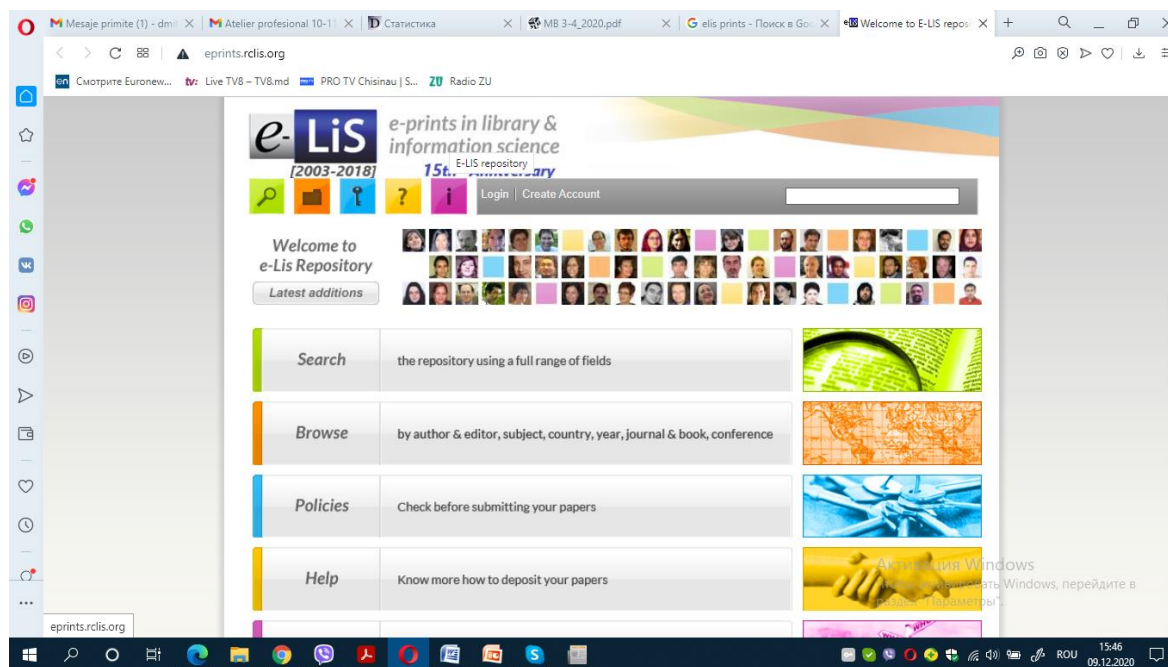 Mesaje primite (1) - dmi
Atelier profesional 10-1
Статистика
MB 3-4_2020.pdf
elis prints - Поиск в Goo
Welcome to E-LIS repos
eprints.rclis.org
Смотрите Euronew...
tv: Live TV8 – TV8.md
PRO TV Chisinau | S...
ZU Radio ZU
e-LiS
e-prints in library &
information science
[2003-2018]
E-LIS repository
Login | Create Account
Welcome to
e-Lis Repository
Latest additions
Search
the repository using a full range of fields
Browse
by author & editor, subject, country, year, journal & book, conference
Policies
Check before submitting your papers
Help
Know more how to deposit your papers
Активация Windows
Windows, перейдите в
раздел "Параметры".
eprints.rclis.org
ROU
15:46
09.12.2020